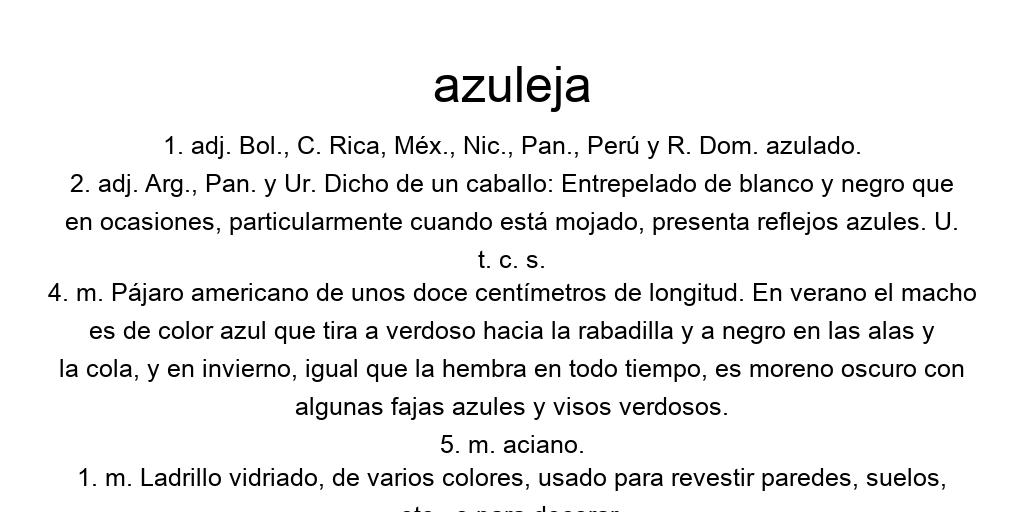 azuleja
1. adj. Bol., C. Rica, Méx., Nic., Pan., Perú y R. Dom. azulado.
2. adj. Arg., Pan. y Ur. Dicho de un caballo: Entrepelado de blanco y negro que
en ocasiones, particularmente cuando está mojado, presenta reflejos azules. U.
t. c. s.
4. m. Pájaro americano de unos doce centímetros de longitud. En verano el macho
es de color azul que tira a verdoso hacia la rabadilla y a negro en las alas y
la cola, y en invierno, igual que la hembra en todo tiempo, es moreno oscuro con
algunas fajas azules y visos verdosos.
5. m. aciano.
1. m. Ladrillo vidriado, de varios colores, usado para revestir paredes, suelos,